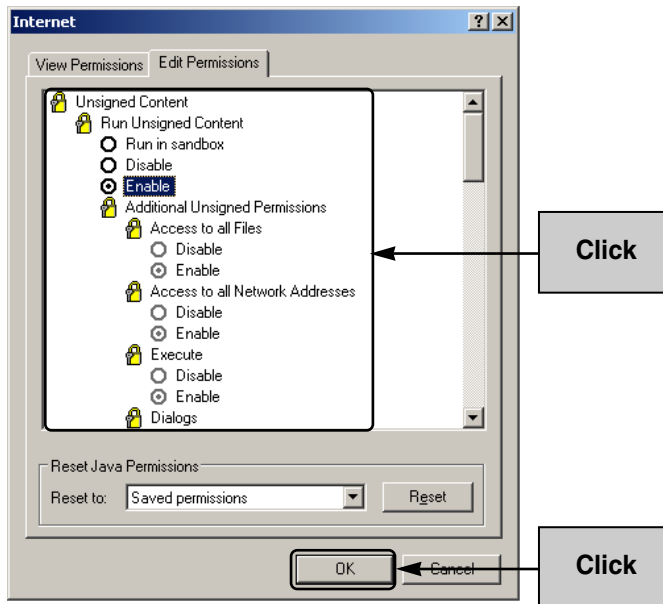 Internet
View Permissions
Edit Permissions
Unsigned Content
Run Unsigned Content
Run in sandbox
Disable
Enable
Additional Unsigned Permissions
Access to all Files
Disable
Enable
Access to all Network Addresses
Disable
Enable
Execute
Disable
Enable
Dialogs
Click
Reset Java Permissions
Reset to:
Saved permissions
Reset
OK
Cancel
Click